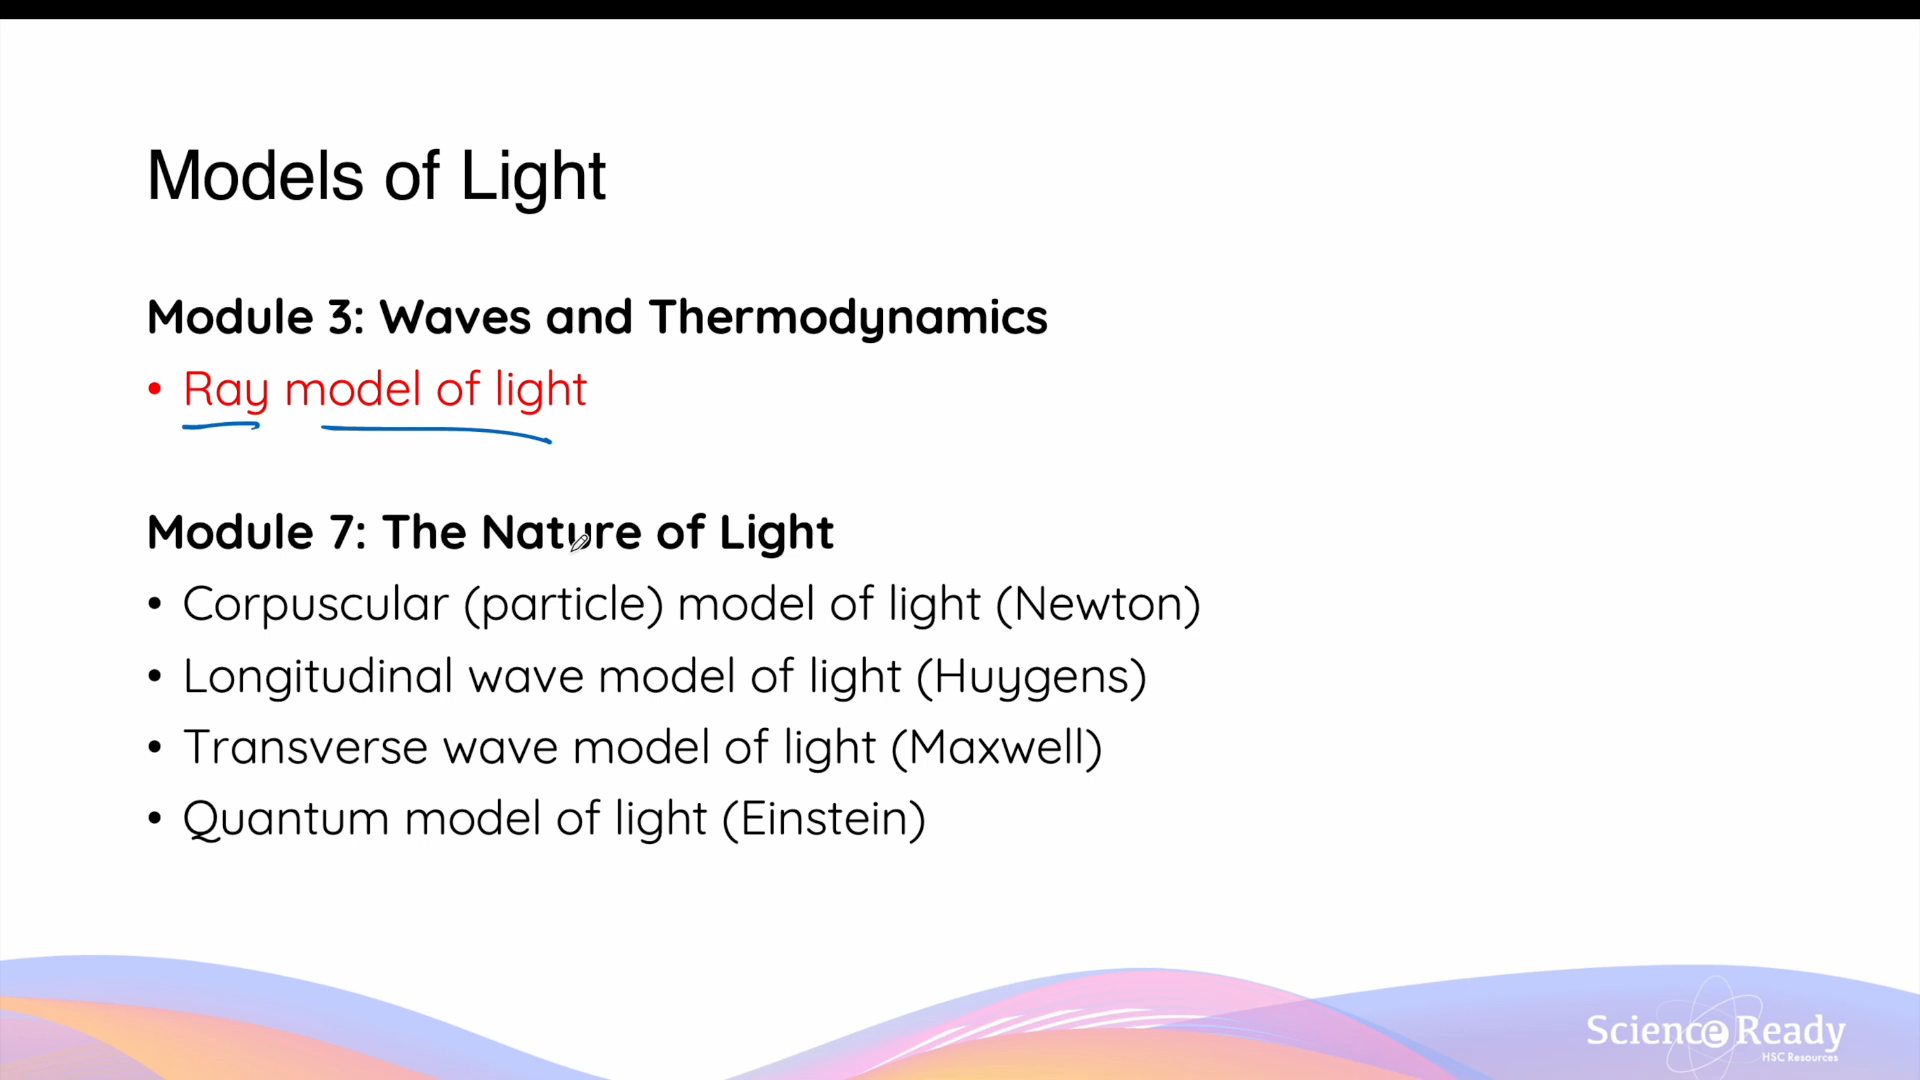 Models of Light
Module 3: Waves and Thermodynamics
• Ray model of light
Module 7: The Nature of Light
• Corpuscular (particle) model of light (Newton)
• Longitudinal wave model of light (Huygens)
• Transverse wave model of light (Maxwell)
• Quantum model of light (Einstein)
Science Ready
HSC Resources